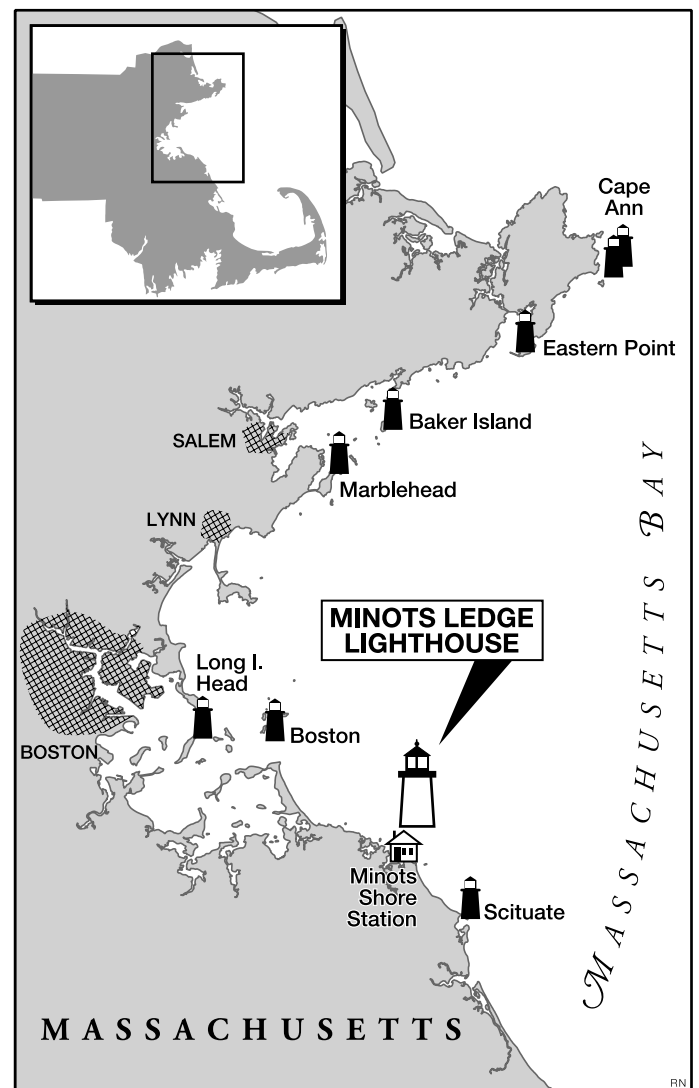 Cape
Ann
Eastern Point
Baker Island
SALEM
Marblehead
LYNN
MASSACHUSETTS BAY
MINOTS LEDGE
LIGHTHOUSE
Long I.
Head
Boston
BOSTON
Minots
Shore
Station
Scituate
MASSACHUSETTS
RN